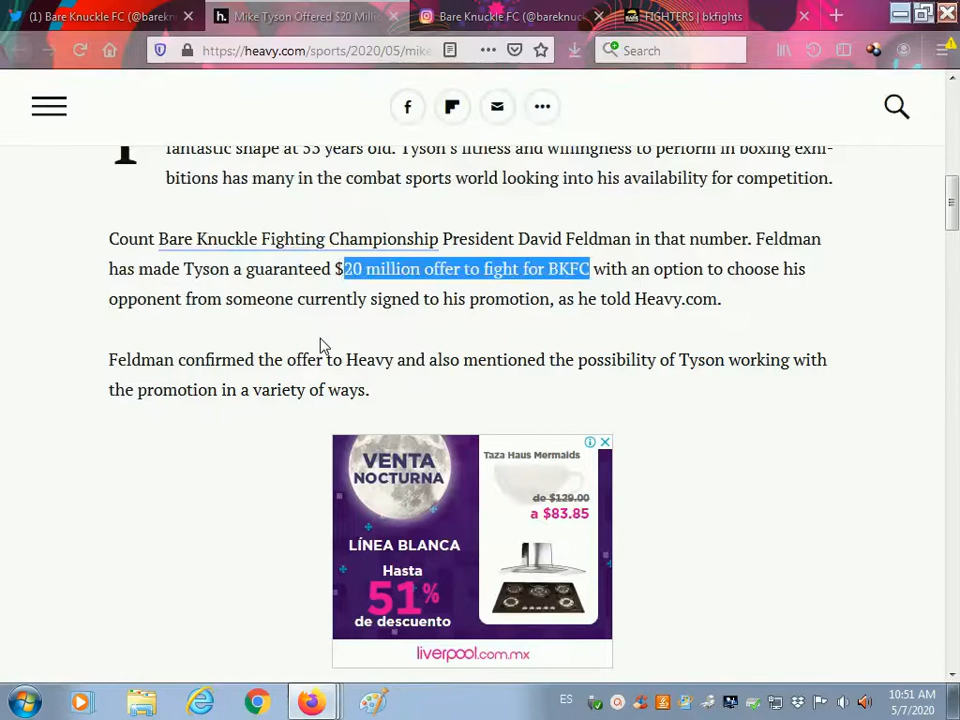 (1) Bare Knuckle FC (@barekn
Mike Tyson Offered $20 Millio
Bare Knuckle FC (@bareknuc
FIGHTERS | bkfights
https://heavy.com/sports/2020/05/mike
Search
fantastic shape at 53 years old. Tyson's fitness and willingness to perform in boxing exhi-
bitions has many in the combat sports world looking into his availability for competition.
Count Bare Knuckle Fighting Championship President David Feldman in that number. Feldman
has made Tyson a guaranteed $20 million offer to fight for BKFC with an option to choose his
opponent from someone currently signed to his promotion, as he told Heavy.com.
Feldman confirmed the offer to Heavy and also mentioned the possibility of Tyson working with
the promotion in a variety of ways.
VENTA
NOCTURNA
LÍNEA BLANCA
Hasta
51%
de descuento
Taza Haus Mermaids
de $129.00
a $83.85
liverpool.com.mx
ES
10:51 AM
5/7/2020